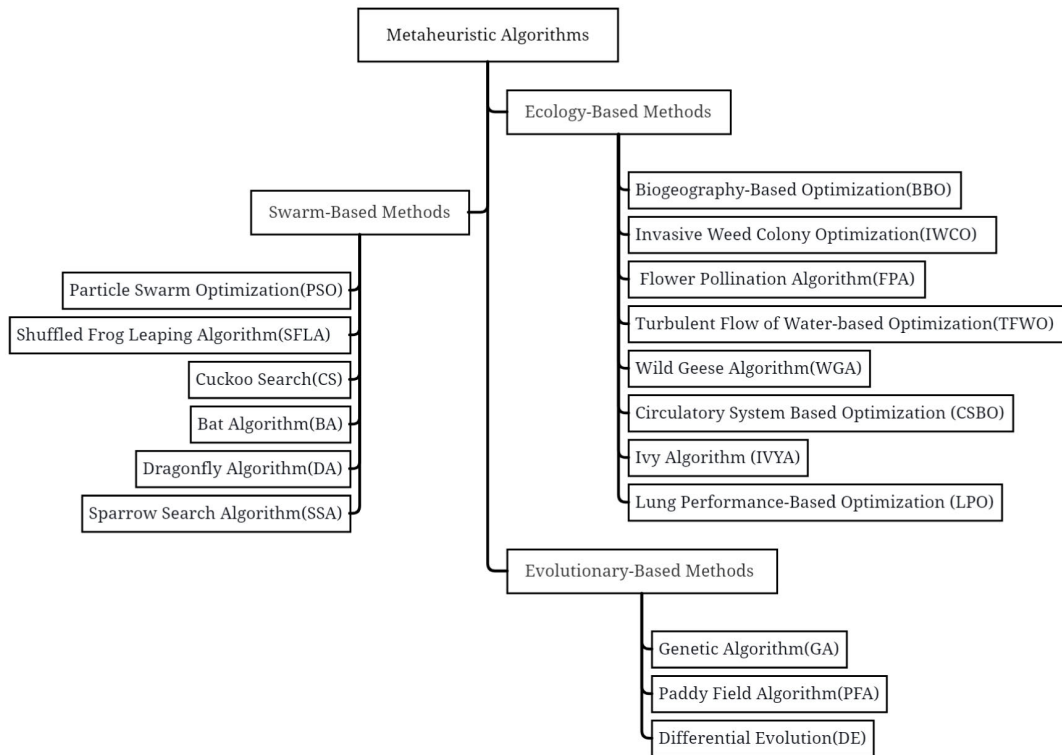 Metaheuristic Algorithms
Ecology-Based Methods
Biogeography-Based Optimization(BBO)
Invasive Weed Colony Optimization(IWCO)
Flower Pollination Algorithm(FPA)
Turbulent Flow of Water-based Optimization(TFWO)
Wild Geese Algorithm(WGA)
Circulatory System Based Optimization (CSBO)
Ivy Algorithm (IVYA)
Lung Performance-Based Optimization (LPO)
Swarm-Based Methods
Particle Swarm Optimization(PSO)
Shuffled Frog Leaping Algorithm(SFLA)
Cuckoo Search(CS)
Bat Algorithm(BA)
Dragonfly Algorithm(DA)
Sparrow Search Algorithm(SSA)
Evolutionary-Based Methods
Genetic Algorithm(GA)
Paddy Field Algorithm(PFA)
Differential Evolution(DE)